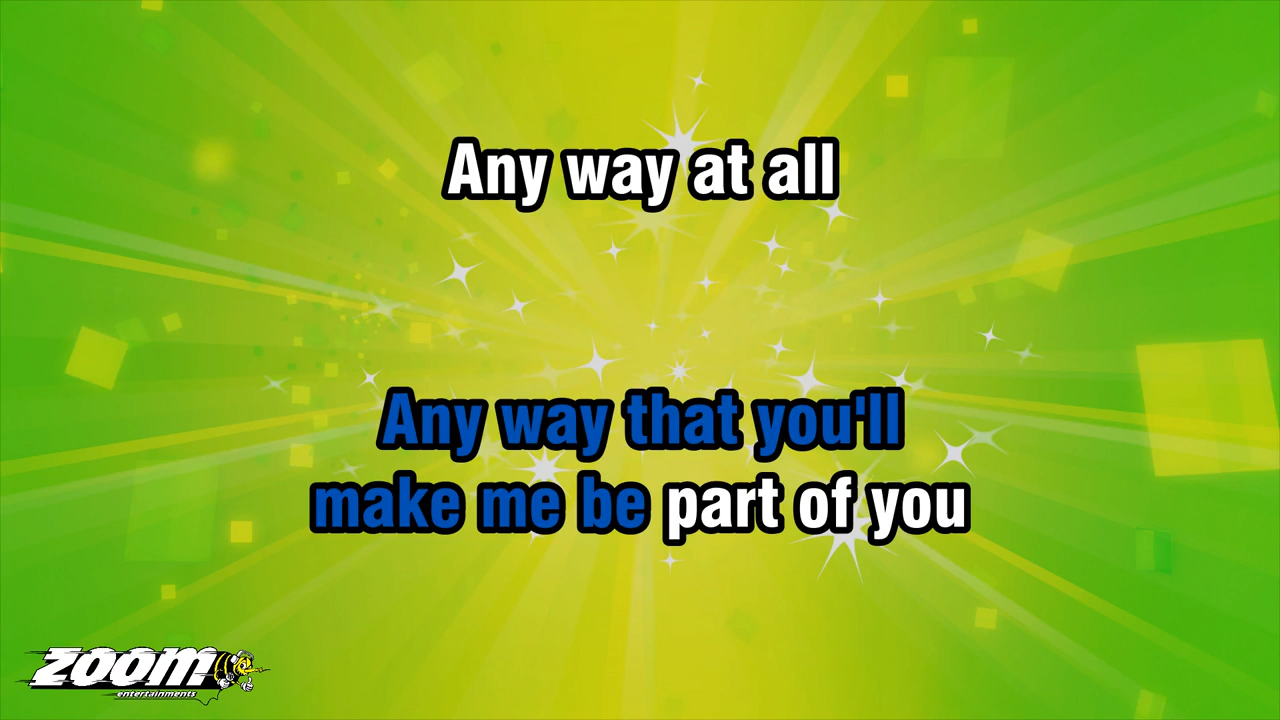 Any way at all
Any way that you'll
make me be part of you
zoom
entertainments